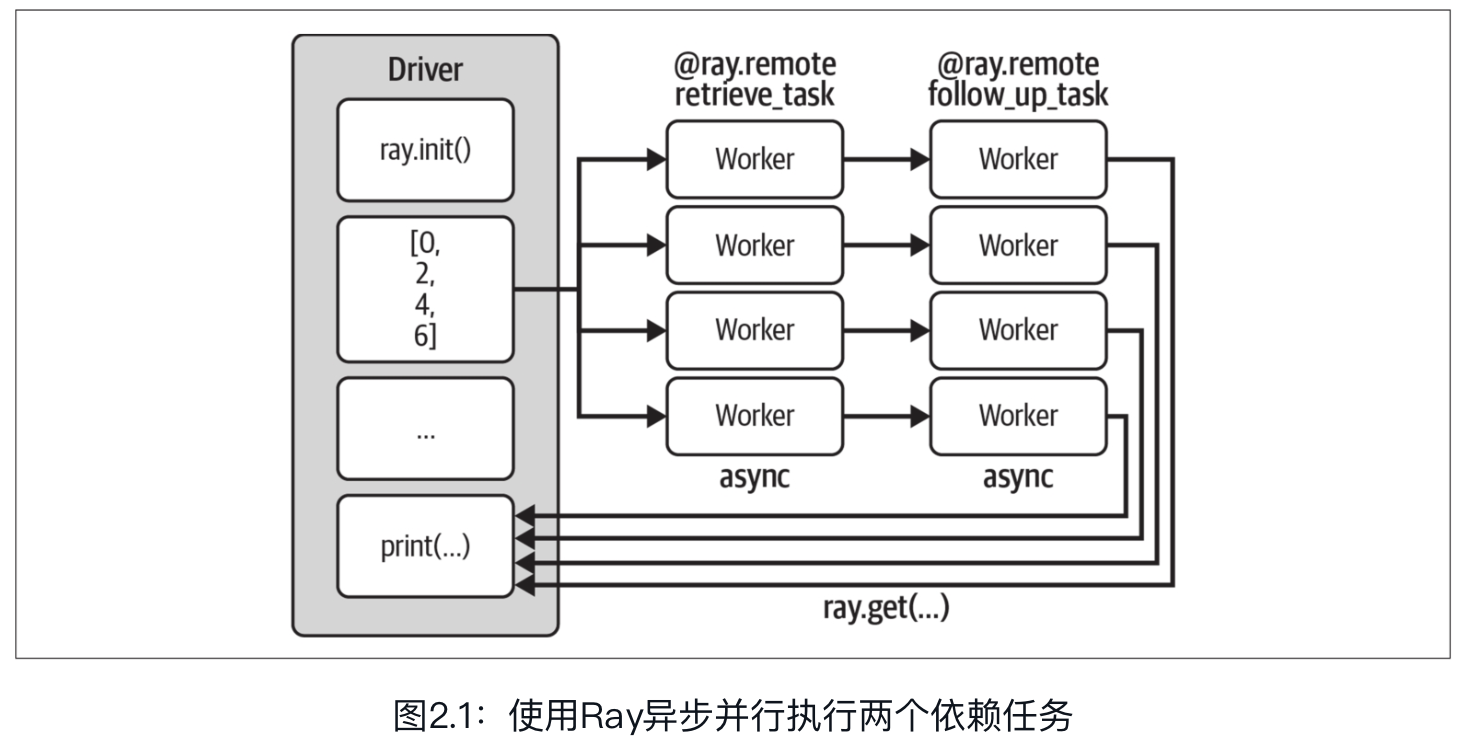 Driver
ray.init()
[0,
2,
4,
6]
...
print(...)
@ray.remote
retrieve_task
Worker
Worker
Worker
Worker
async
@ray.remote
follow_up_task
Worker
Worker
Worker
Worker
async
ray.get(...)
图2.1：使用Ray异步并行执行两个依赖任务